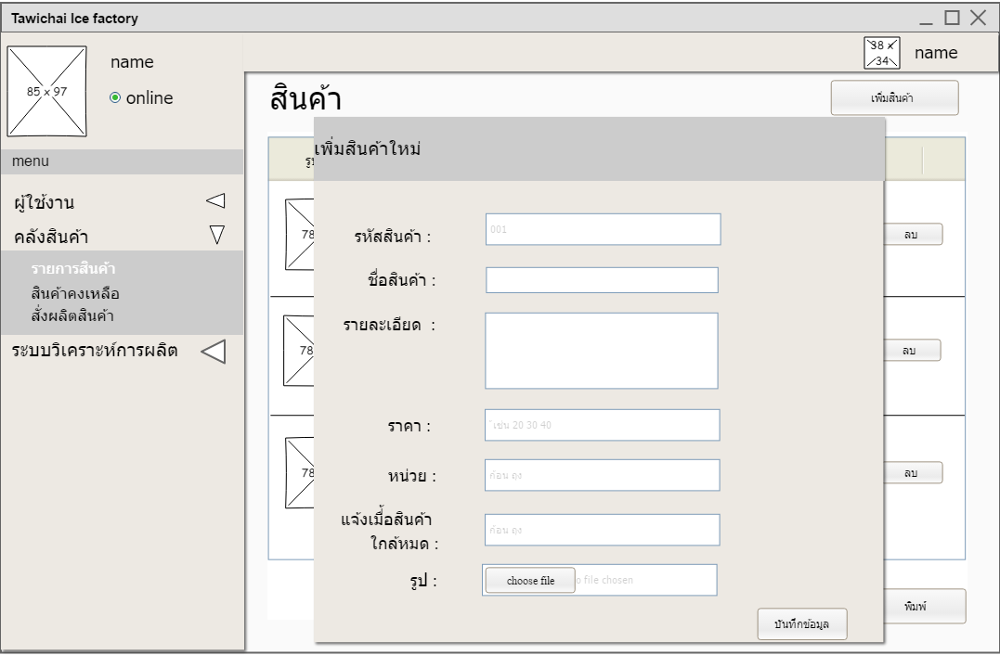 Tawichai Ice factory
85 x 97
name
online
38 x 34
name
menu
ผู้ใช้งาน
คลังสินค้า
รายการสินค้า
สินค้าคงเหลือ
สั่งผลิตสินค้า
ระบบวิเคราะห์การผลิต
สินค้า
เพิ่มสินค้า
เพิ่มสินค้าใหม่
รหัสสินค้า :
001
ชื่อสินค้า :
รายละเอียด :
ราคา :
เช่น 20 30 40
หน่วย :
ก้อน ถุง
แจ้งเมื่อสินค้า
ใกล้หมด :
ก้อน ถุง
รูป :
choose file
o file chosen
บันทึกข้อมูล
78
ลบ
78
ลบ
78
ลบ
พิมพ์